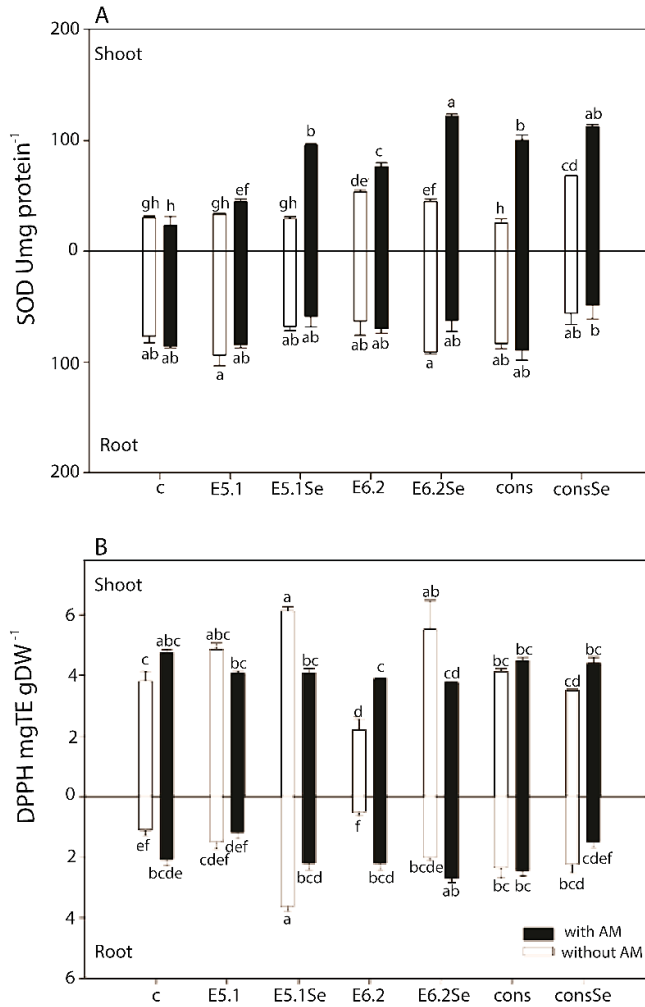 A
200
Shoot
a
b
b
ab
100
c
cd
de
ef
ef
gh
h
gh
gh
h
0
SOD Umg protein⁻¹
ab
ab
a
ab
ab
ab
ab
ab
a
ab
ab
ab
ab
b
100
Root
200
c E5.1 E5.1Se E6.2 E6.2Se cons consSe
B
Shoot
6
a
ab
abc
abc
c
bc
bc
c
cd
bc
bc
cd
bc
4
d
2
0
DPPH mgTE gDW⁻¹
ef
bcde
cdef
def
a
bcd
f
bcd
bcde
ab
bc
bc
bcd
cdef
2
4
Root
6
with AM
without AM
c E5.1 E5.1Se E6.2 E6.2Se cons consSe